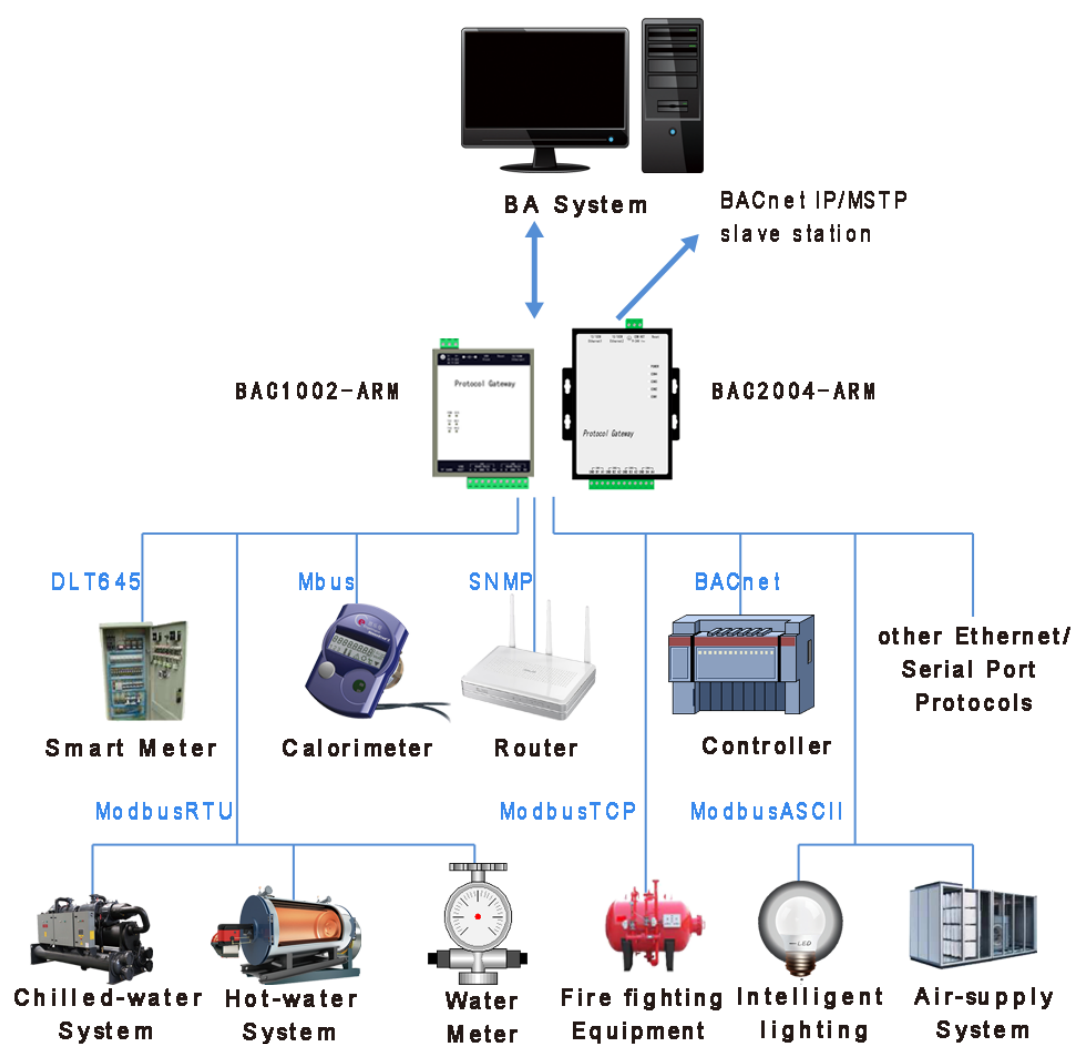 BA System
BACnet IP/MSTP
slave station
BAC1002-ARM
Protocol Gateway
BAC2004-ARM
Protocol Gateway
DLT645
Mbus
SNMP
BACnet
other Ethernet/
Serial Port
Protocols
Smart Meter
Calorimeter
Router
Controller
ModbusRTU
ModbusTCP
ModbusASCII
LED
Chilled-water
System
Hot-water
System
Water
Meter
Fire fighting
Equipment
Intelligent
lighting
Air-supply
System